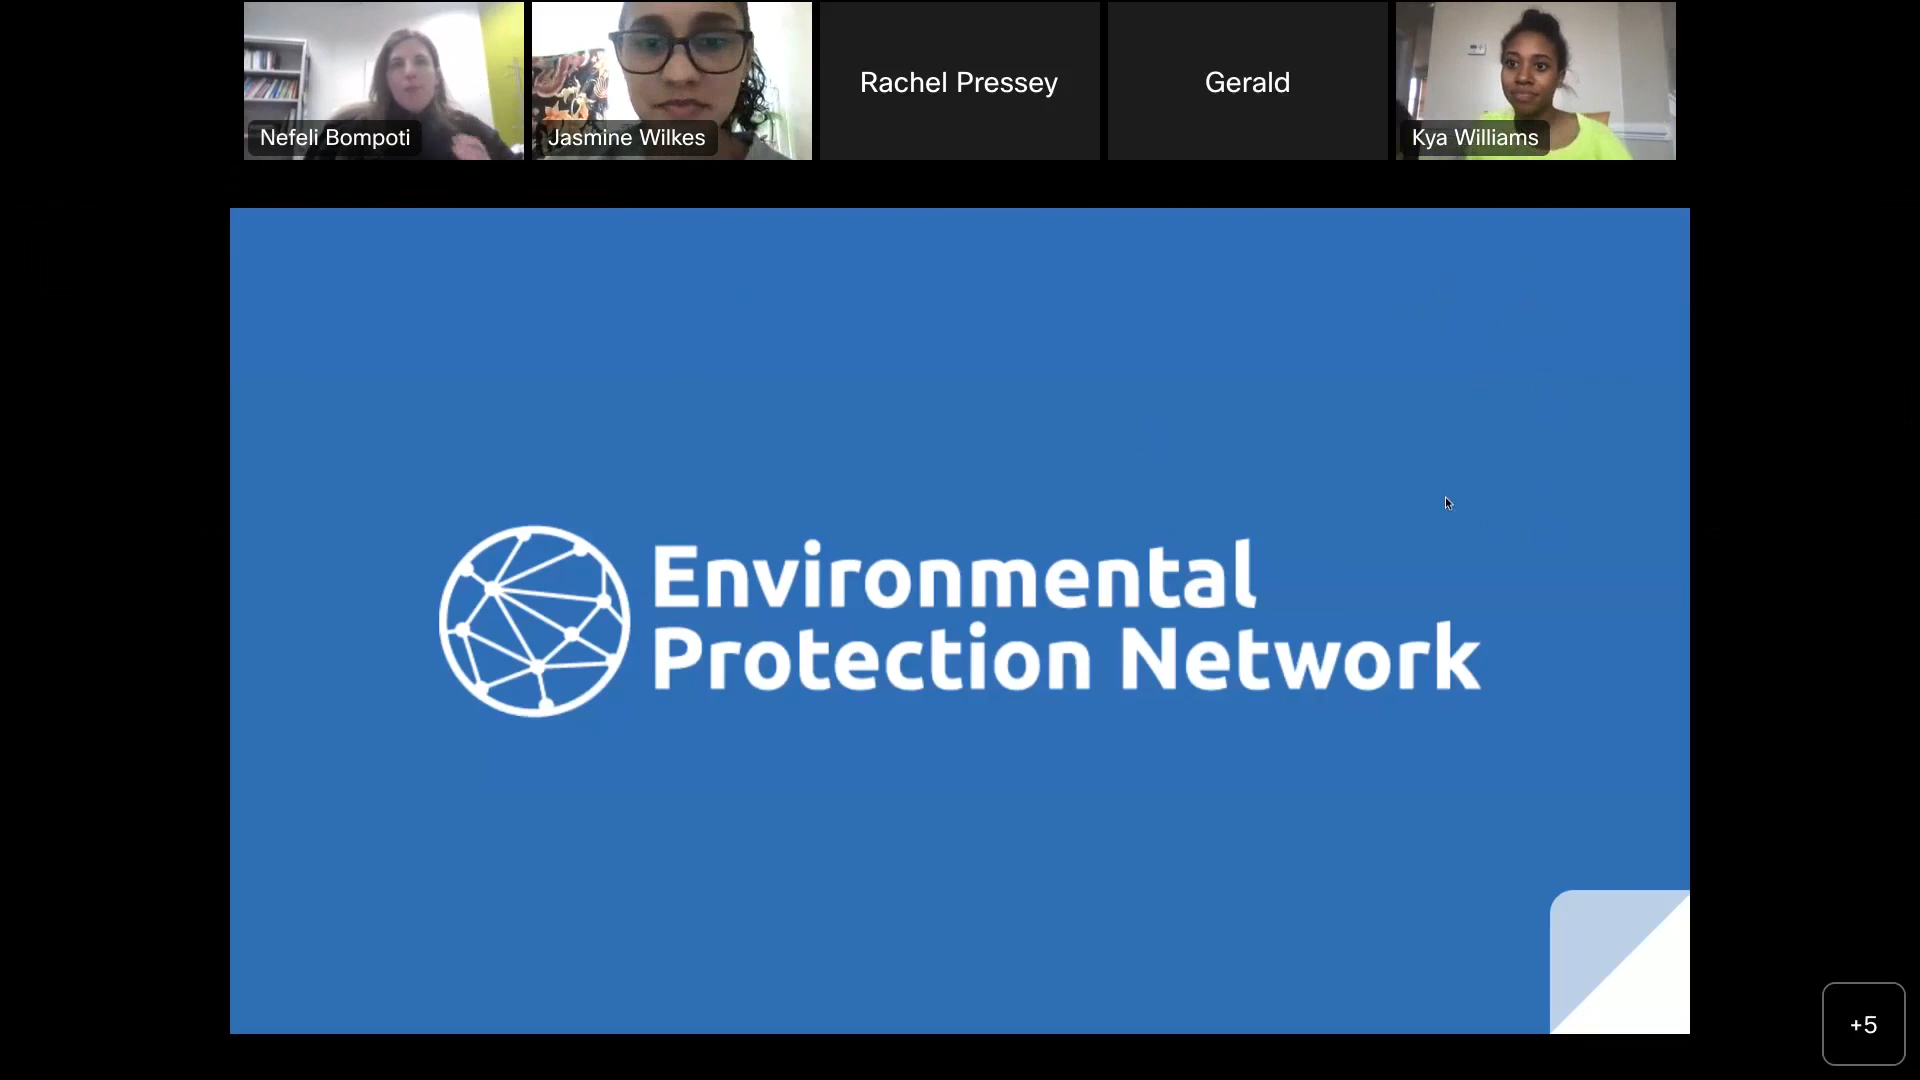 Nefeli Bompoti
Jasmine Wilkes
Rachel Pressey
Gerald
Kya Williams
Environmental
Protection Network
+5